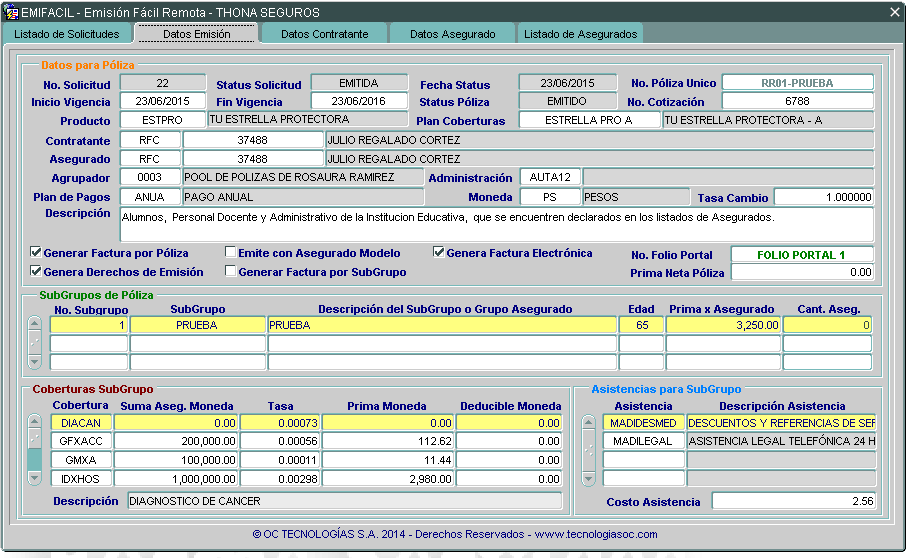 EMIFACIL - Emisión Fácil Remota - THONA SEGUROS
Listado de Solicitudes Datos Emisión Datos Contratante Datos Asegurado Listado de Asegurados
Datos para Póliza
No. Solicitud 22 Status Solicitud EMITIDA Fecha Status 23/06/2015 No. Póliza Unico RR01-PRUEBA
Inicio Vigencia 23/06/2015 Fin Vigencia 23/06/2016 Status Póliza EMITIDO No. Cotización 6788
Producto ESTPRO TU ESTRELLA PROTECTORA Plan Coberturas ESTRELLA PRO A TU ESTRELLA PROTECTORA - A
Contratante RFC 37488 JULIO REGALADO CORTEZ
Asegurado RFC 37488 JULIO REGALADO CORTEZ
Agrupador 0003 POOL DE POLIZAS DE ROSAURA RAMIREZ Administración AUTA12
Plan de Pagos ANUA PAGO ANUAL Moneda PS PESOS Tasa Cambio 1.000000
Descripción Alumnos, Personal Docente y Administrativo de la Institucion Educativa, que se encuentren declarados en los listados de Asegurados.
Generar Factura por Póliza Emite con Asegurado Modelo Genera Factura Electrónica No. Folio Portal FOLIO PORTAL 1
Genera Derechos de Emisión Generar Factura por SubGrupo Prima Neta Póliza 0.00
SubGrupos de Póliza
No. Subgrupo SubGrupo Descripción del SubGrupo o Grupo Asegurado Edad Prima x Asegurado Cant. Aseg.
1 PRUEBA PRUEBA 65 3,250.00 0
Coberturas SubGrupo
Cobertura Suma Aseg. Moneda Tasa Prima Moneda Deducible Moneda
DIACAN 0.00 0.00073 0.00 0.00
GFXACC 200,000.00 0.00056 112.62 0.00
GMXA 100,000.00 0.00011 11.44 0.00
IDXHOS 1,000,000.00 0.00298 2,980.00 0.00
Descripción DIAGNOSTICO DE CANCER
Asistencias para SubGrupo
Asistencia Descripción Asistencia
MADIDESMED DESCUENTOS Y REFERENCIAS DE SER
MADILEGAL ASISTENCIA LEGAL TELEFÓNICA 24 H
Costo Asistencia 2.56
© OC TECNOLOGÍAS S.A. 2014 - Derechos Reservados - www.tecnologiasoc.com